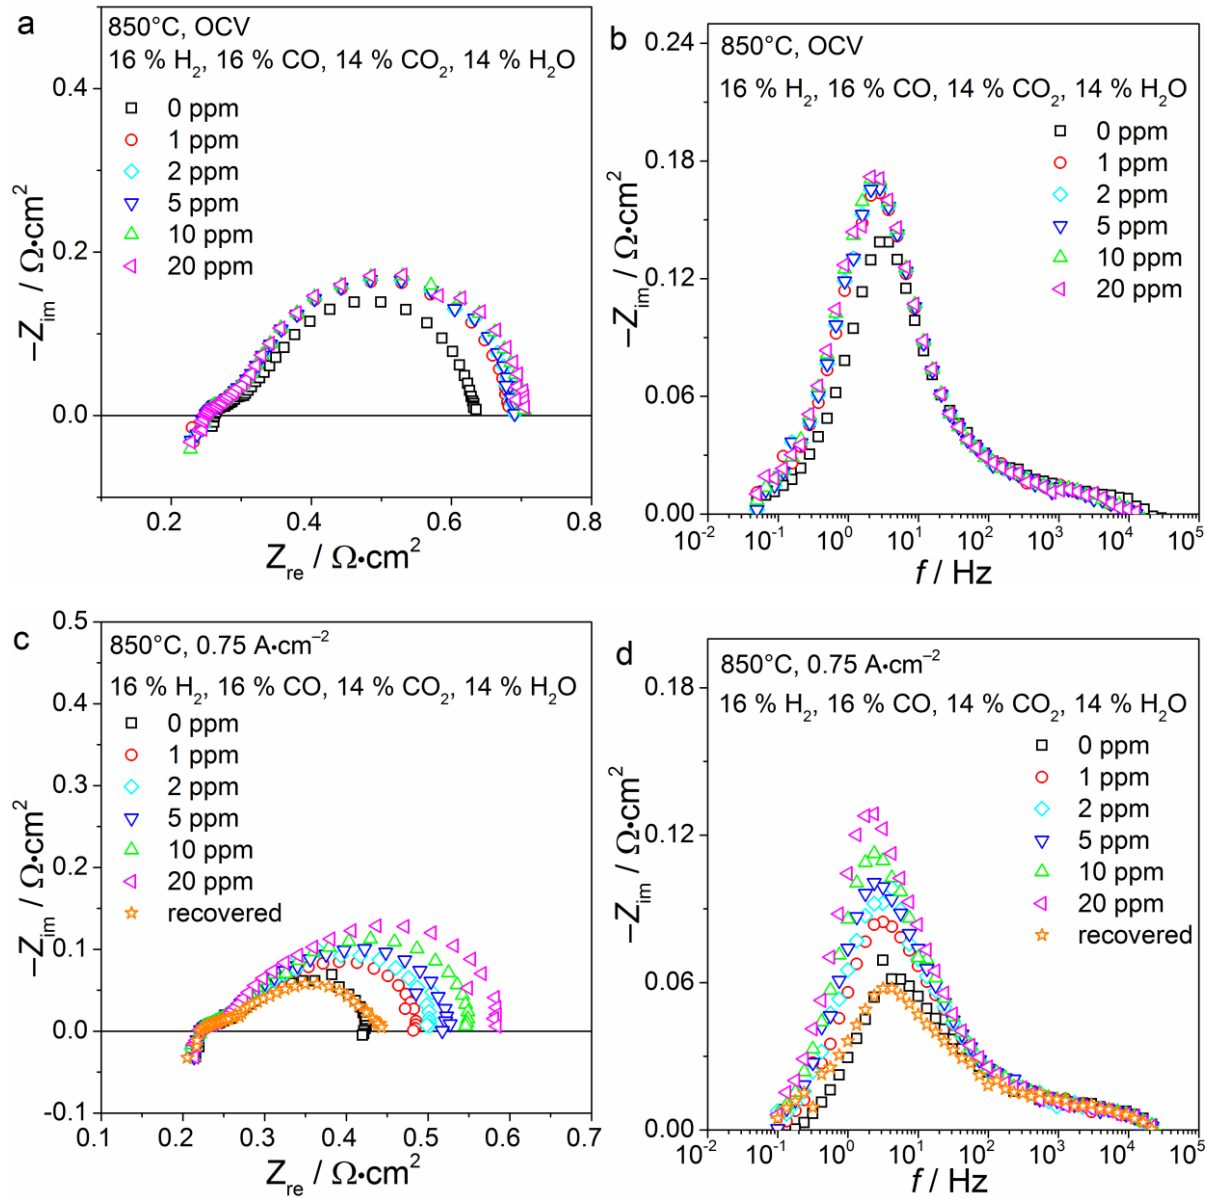 a
850°C, OCV
16 % H₂, 16 % CO, 14 % CO₂, 14 % H₂O
0 ppm
1 ppm
2 ppm
5 ppm
10 ppm
20 ppm
0.4
0.2
0.0
−Z_im / Ω•cm²
0.2 0.4 0.6 0.8
Z_re / Ω•cm²
b
850°C, OCV
16 % H₂, 16 % CO, 14 % CO₂, 14 % H₂O
0 ppm
1 ppm
2 ppm
5 ppm
10 ppm
20 ppm
0.24
0.18
0.12
0.06
0.00
−Z_im / Ω•cm²
10⁻² 10⁻¹ 10⁰ 10¹ 10² 10³ 10⁴ 10⁵
f / Hz
c
850°C, 0.75 A•cm⁻²
16 % H₂, 16 % CO, 14 % CO₂, 14 % H₂O
0 ppm
1 ppm
2 ppm
5 ppm
10 ppm
20 ppm
recovered
0.5
0.4
0.3
0.2
0.1
0.0
-0.1
−Z_im / Ω•cm²
0.1 0.2 0.3 0.4 0.5 0.6 0.7
Z_re / Ω•cm²
d
850°C, 0.75 A•cm⁻²
16 % H₂, 16 % CO, 14 % CO₂, 14 % H₂O
0 ppm
1 ppm
2 ppm
5 ppm
10 ppm
20 ppm
recovered
0.18
0.12
0.06
0.00
−Z_im / Ω•cm²
10⁻² 10⁻¹ 10⁰ 10¹ 10² 10³ 10⁴ 10⁵
f / Hz